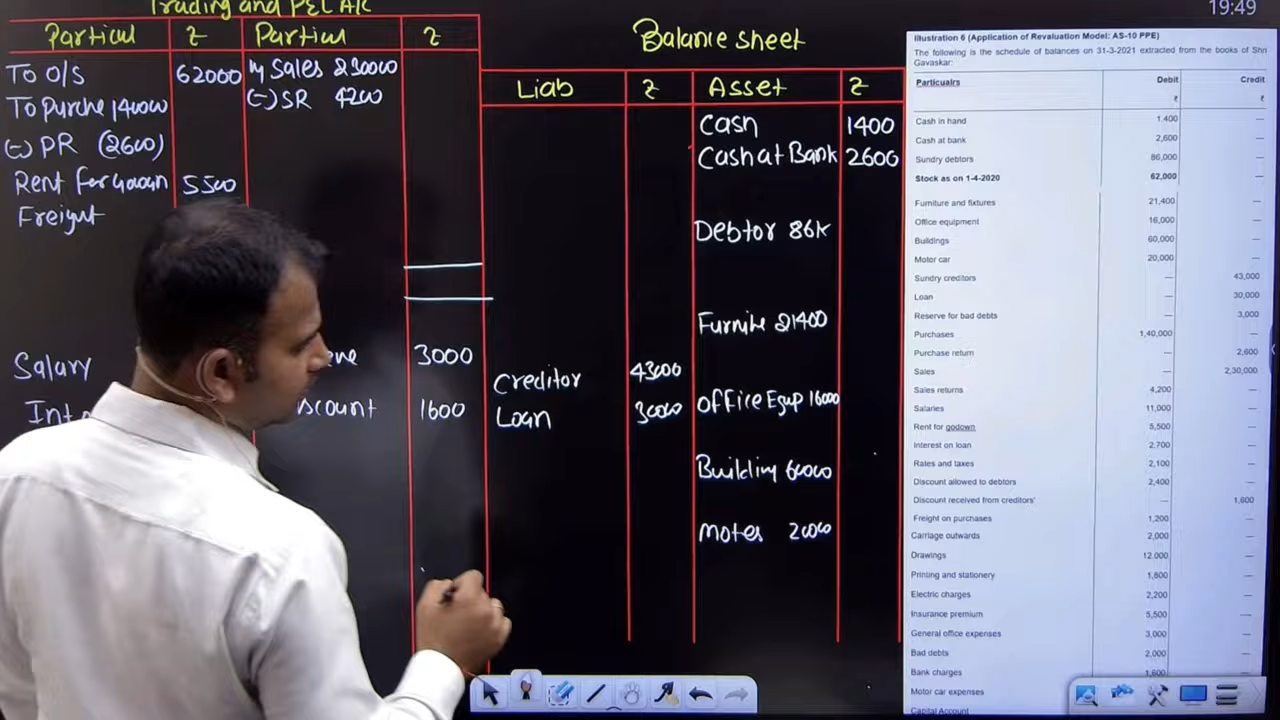 19:49
Trading and P&L A/c
Particul ₹ Particul ₹
To O/S 62000 By Sales 230000
To Purche 140000 (-) SR 4200
(-) PR (2600)
Rent for godown 5500
Freight
Salary 3000
Int scount 1600
Balance sheet
Liab ₹ Asset ₹
Cash 1400
Cash at Bank 2600
Debtor 86k
Furnite 21400
Creditor 43000
Loan 30000
Office Equp 16000
Building 60000
Motes 20000
Illustration 6 (Application of Revaluation Model: AS-10 PPE)
The following is the schedule of balances on 31-3-2021 extracted from the books of Shri
Gavaskar:
Particuairs Debit Credit
₹ ₹
Cash in hand 1,400 —
Cash at bank 2,600 —
Sundry debtors 86,000 —
Stock as on 1-4-2020 62,000 —
Furniture and fixtures 21,400 —
Office equipment 16,000 —
Buildings 60,000 —
Motor car 20,000 —
Sundry creditors — 43,000
Loan — 30,000
Reserve for bad debts — 3,000
Purchases 1,40,000 —
Purchase return — 2,600
Sales — 2,30,000
Sales returns 4,200 —
Salaries 11,000 —
Rent for godown 5,500 —
Interest on loan 2,700 —
Rates and taxes 2,100 —
Discount allowed to debtors 2,400 —
Discount received from creditors' — 1,600
Freight on purchases 1,200 —
Carriage outwards 2,000 —
Drawings 12.000 —
Printing and stationery 1,800 —
Electric charges 2,200 —
Insurance premium 5,500 —
General office expenses 3,000 —
Bad debts 2,000 —
Bank charges 1,600
Motor car expenses
Capital Account